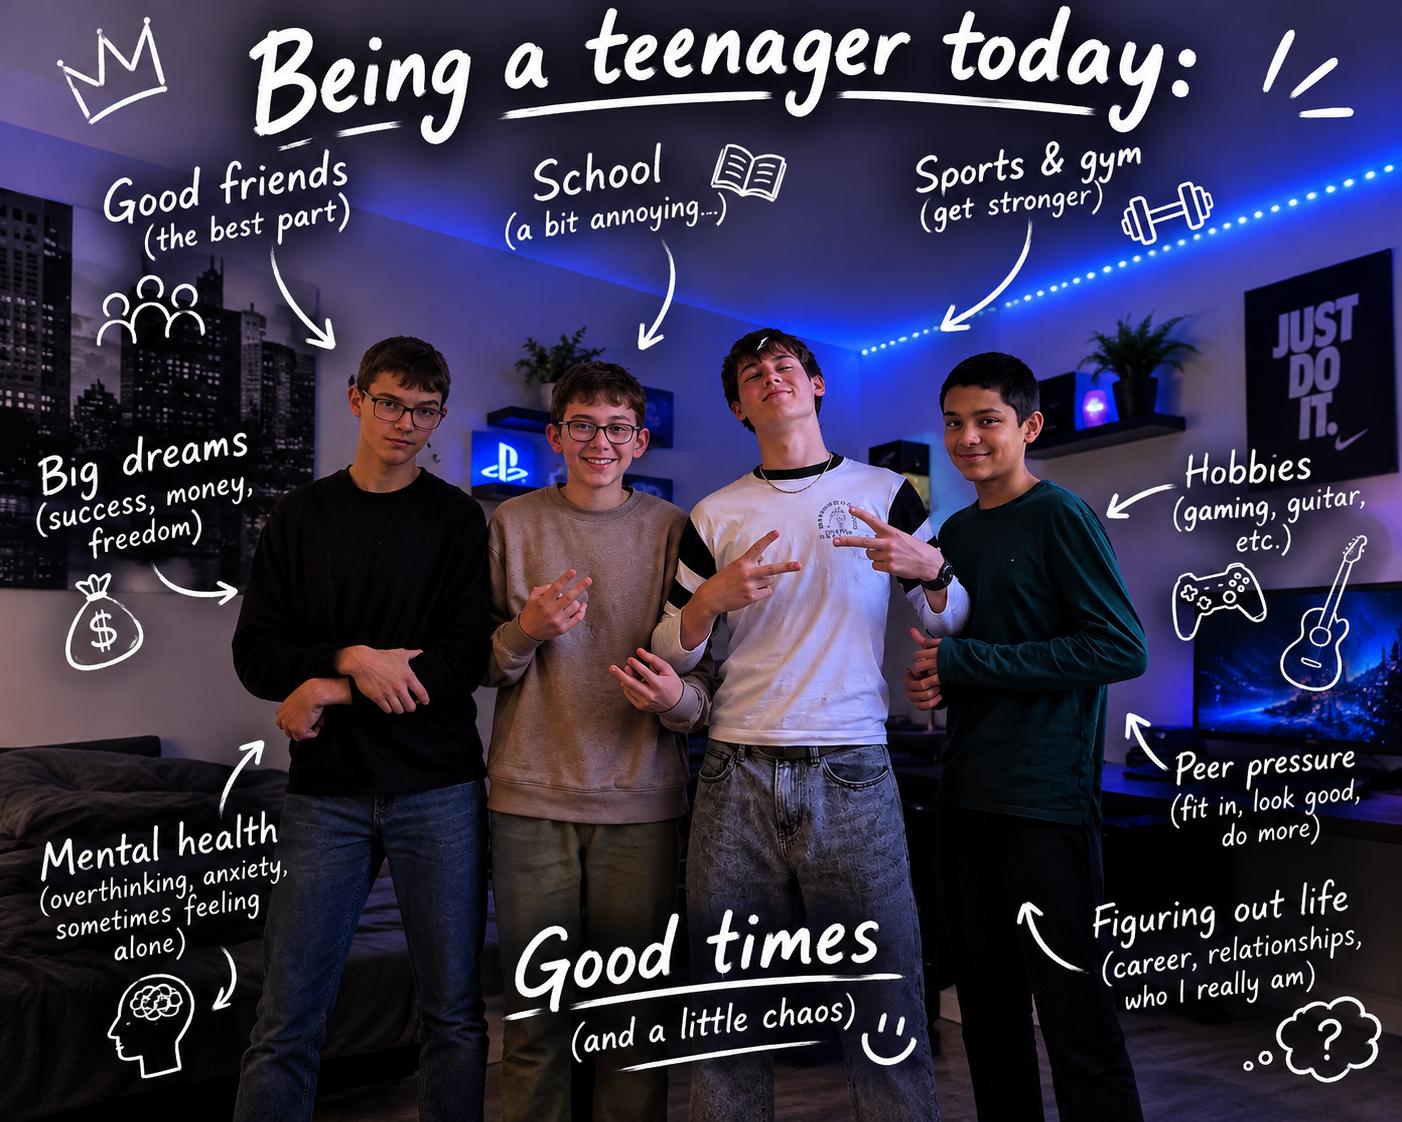 Being a teenager today:
Good friends
(the best part)
School
(a bit annoying...)
Sports & gym
(get stronger)
JUST
DO
IT.
Big dreams
(success, money,
freedom)
$
Hobbies
(gaming, guitar,
etc.)
Peer pressure
(fit in, look good,
do more)
Mental health
(overthinking, anxiety,
sometimes feeling
alone)
Figuring out life
(career, relationships,
who I really am)
?
Good times
(and a little chaos)